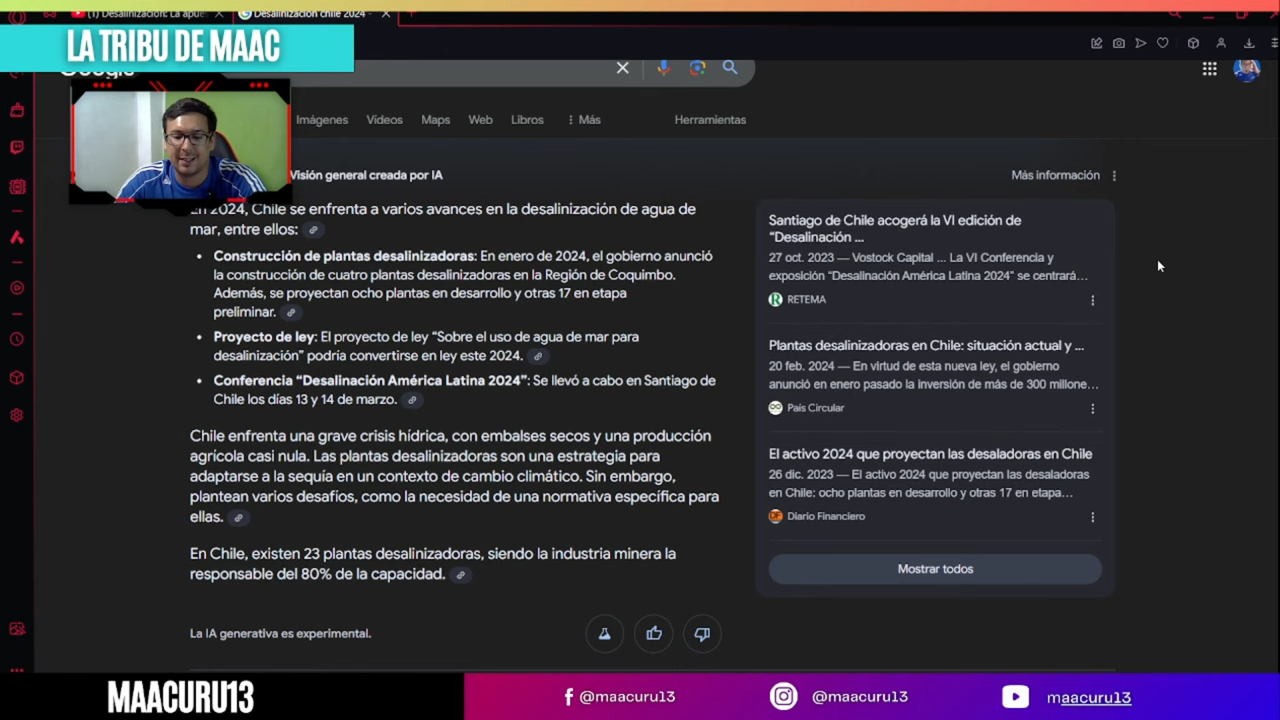 (1) Desalinización: La apue
Desalinización chile 2024 -
LA TRIBU DE MAAC
Google
Imágenes
Vídeos
Maps
Web
Libros
Más
Herramientas
Visión general creada por IA
Más información
En 2024, Chile se enfrenta a varios avances en la desalinización de agua de
mar, entre ellos:
Construcción de plantas desalinizadoras: En enero de 2024, el gobierno anunció
la construcción de cuatro plantas desalinizadoras en la Región de Coquimbo.
Además, se proyectan ocho plantas en desarrollo y otras 17 en etapa
preliminar.
Proyecto de ley: El proyecto de ley “Sobre el uso de agua de mar para
desalinización” podría convertirse en ley este 2024.
Conferencia “Desalinación América Latina 2024”: Se llevó a cabo en Santiago de
Chile los días 13 y 14 de marzo.
Chile enfrenta una grave crisis hídrica, con embalses secos y una producción
agrícola casi nula. Las plantas desalinizadoras son una estrategia para
adaptarse a la sequía en un contexto de cambio climático. Sin embargo,
plantean varios desafíos, como la necesidad de una normativa específica para
ellas.
En Chile, existen 23 plantas desalinizadoras, siendo la industria minera la
responsable del 80% de la capacidad.
La IA generativa es experimental.
Santiago de Chile acogerá la VI edición de
“Desalinación ...
27 oct. 2023 — Vostock Capital ... La VI Conferencia y
exposición “Desalinación América Latina 2024” se centrará...
RETEMA
Plantas desalinizadoras en Chile: situación actual y ...
20 feb. 2024 — En virtud de esta nueva ley, el gobierno
anunció en enero pasado la inversión de más de 300 millone...
País Circular
El activo 2024 que proyectan las desaladoras en Chile
26 dic. 2023 — El activo 2024 que proyectan las desaladoras
en Chile: ocho plantas en desarrollo y otras 17 en etapa...
Diario Financiero
Mostrar todos
MAACURU13
@maacuru13
@maacuru13
maacuru13